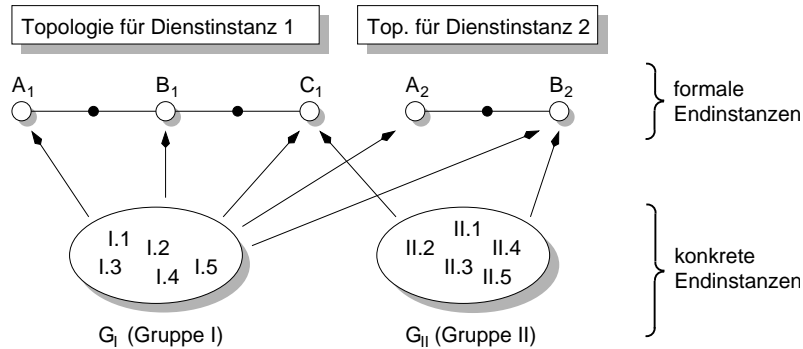 Topologie für Dienstinstanz 1
Top. für Dienstinstanz 2
A1 B1 C1 A2 B2
formale
Endinstanzen
I.1
I.2
I.3
I.4
I.5
II.1
II.2
II.4
II.3
II.5
konkrete
Endinstanzen
GI (Gruppe I)
GII (Gruppe II)